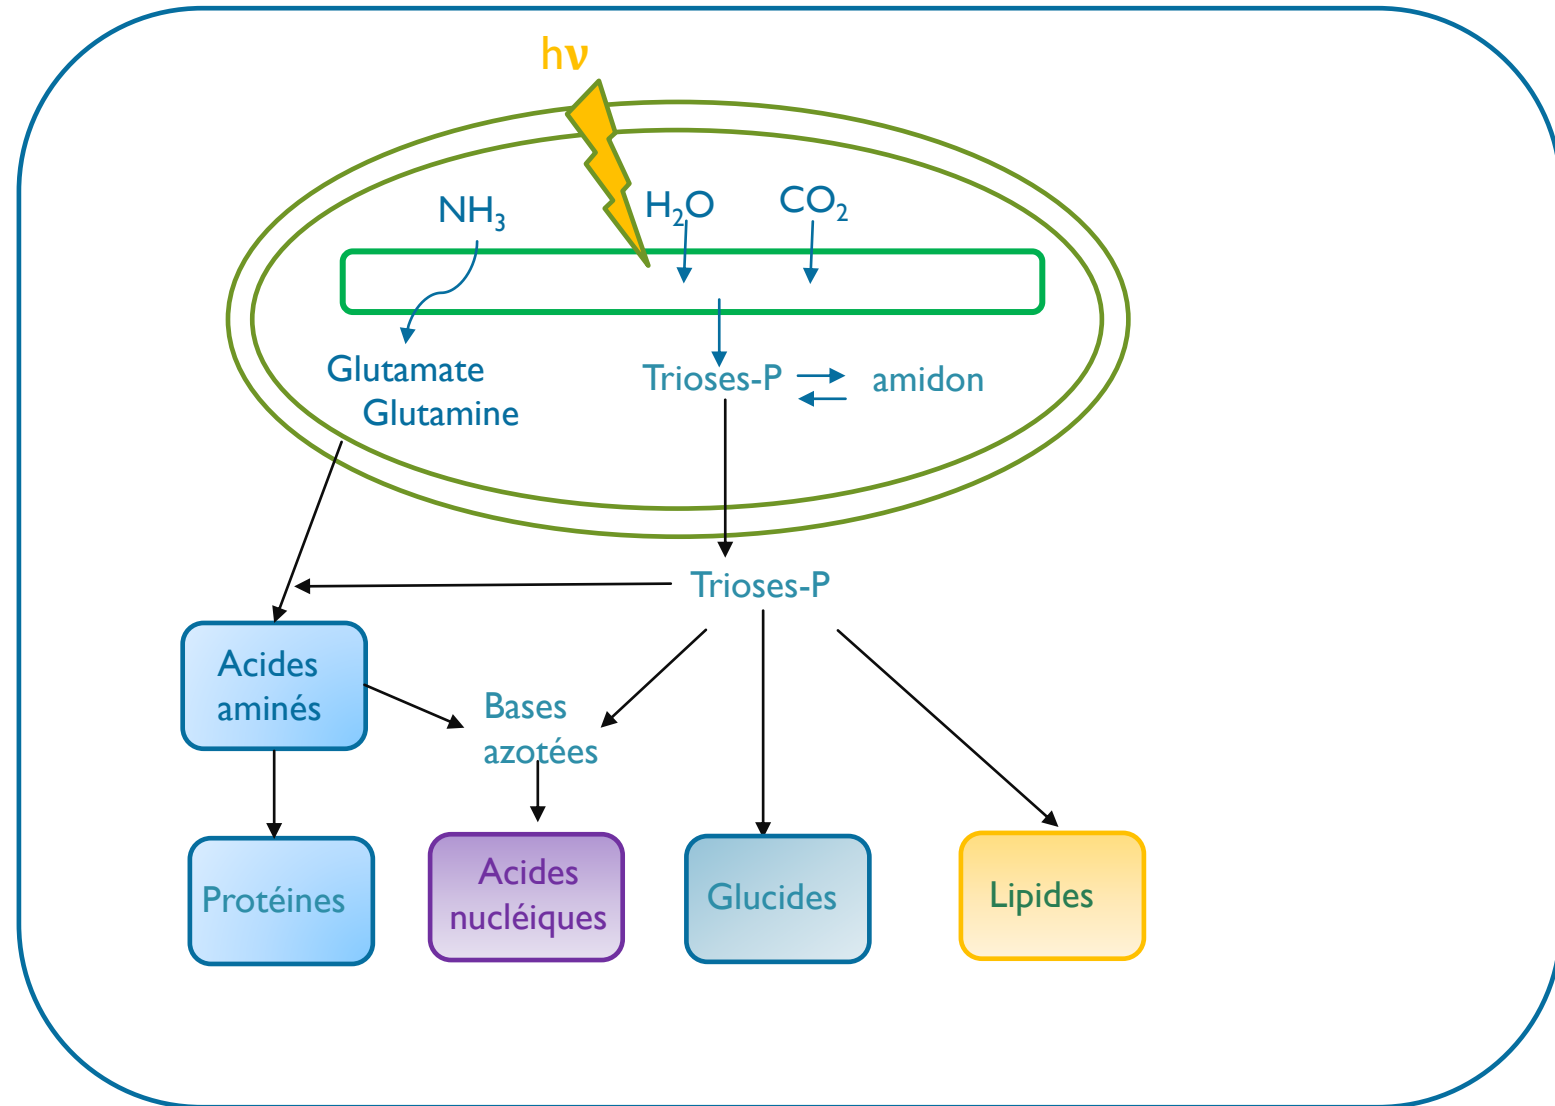 hν
NH₃
H₂O
CO₂
Glutamate
Glutamine
Trioses-P
amidon
Trioses-P
Acides
aminés
Bases
azotées
Protéines
Acides
nucléiques
Glucides
Lipides